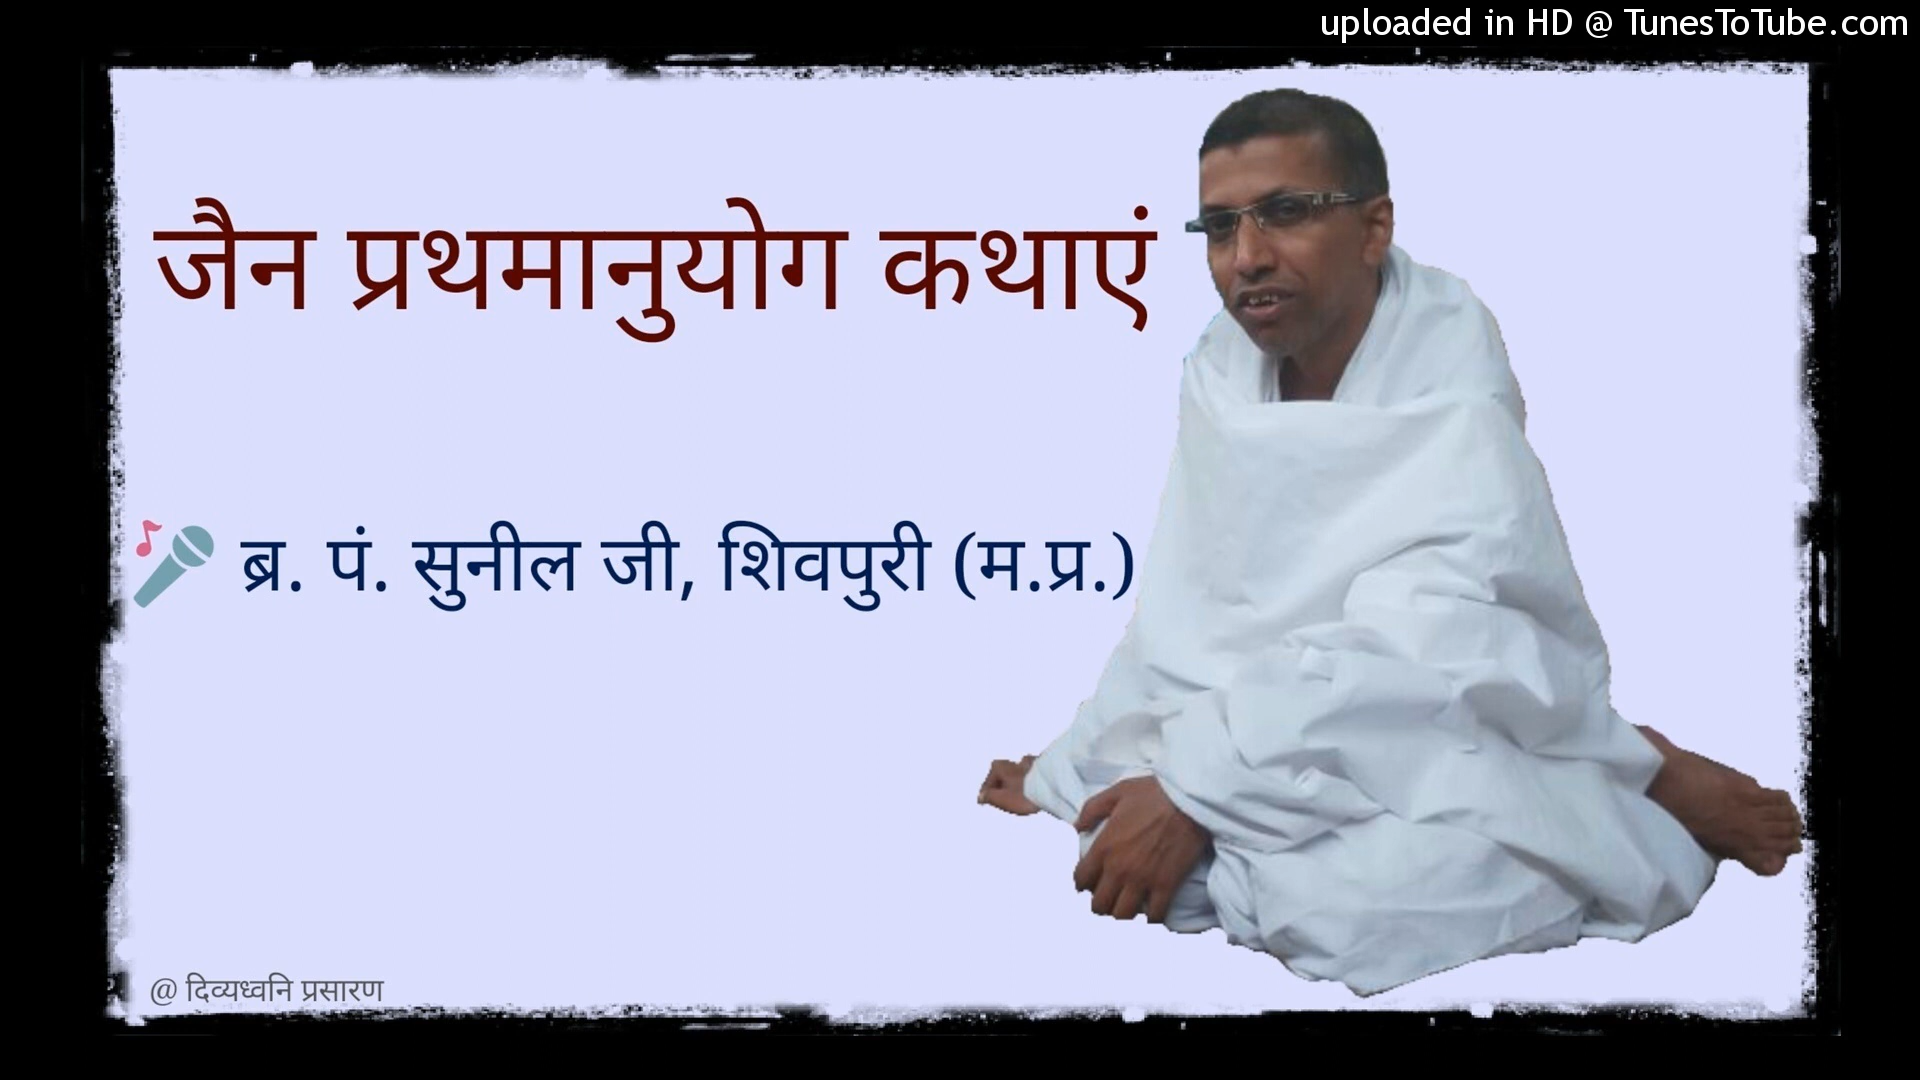 uploaded in HD @ TunesToTube.com
जैन प्रथमानुयोग कथाएं
ब्र. पं. सुनील जी, शिवपुरी (म.प्र.)
@ दिव्यध्वनि प्रसारण